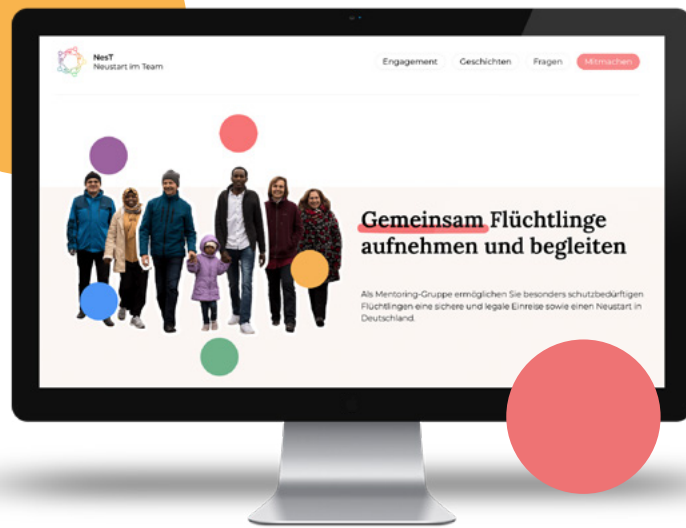 NesT
Neustart im Team
Engagement
Geschichten
Fragen
Mitmachen
Gemeinsam Flüchtlinge
aufnehmen und begleiten
Als Mentoring-Gruppe ermöglichen Sie besonders schutzbedürftigen
Flüchtlingen eine sichere und legale Einreise sowie einen Neustart in
Deutschland.